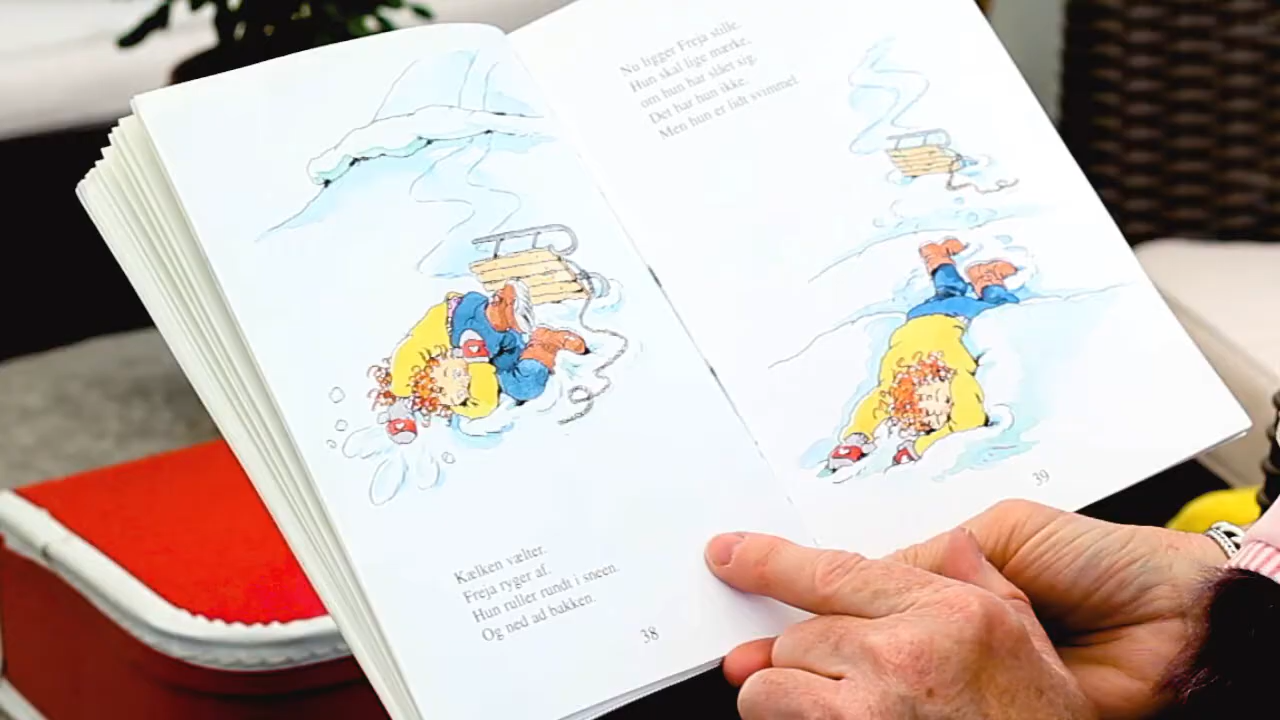 Kælken vælter.
Freja ryger af.
Hun ruller rundt i sneen.
Og ned ad bakken.
38
Nu ligger Freja stille.
Hun skal lige mærke,
om hun har slået sig.
Det har hun ikke.
Men hun er lidt svimmel.
39